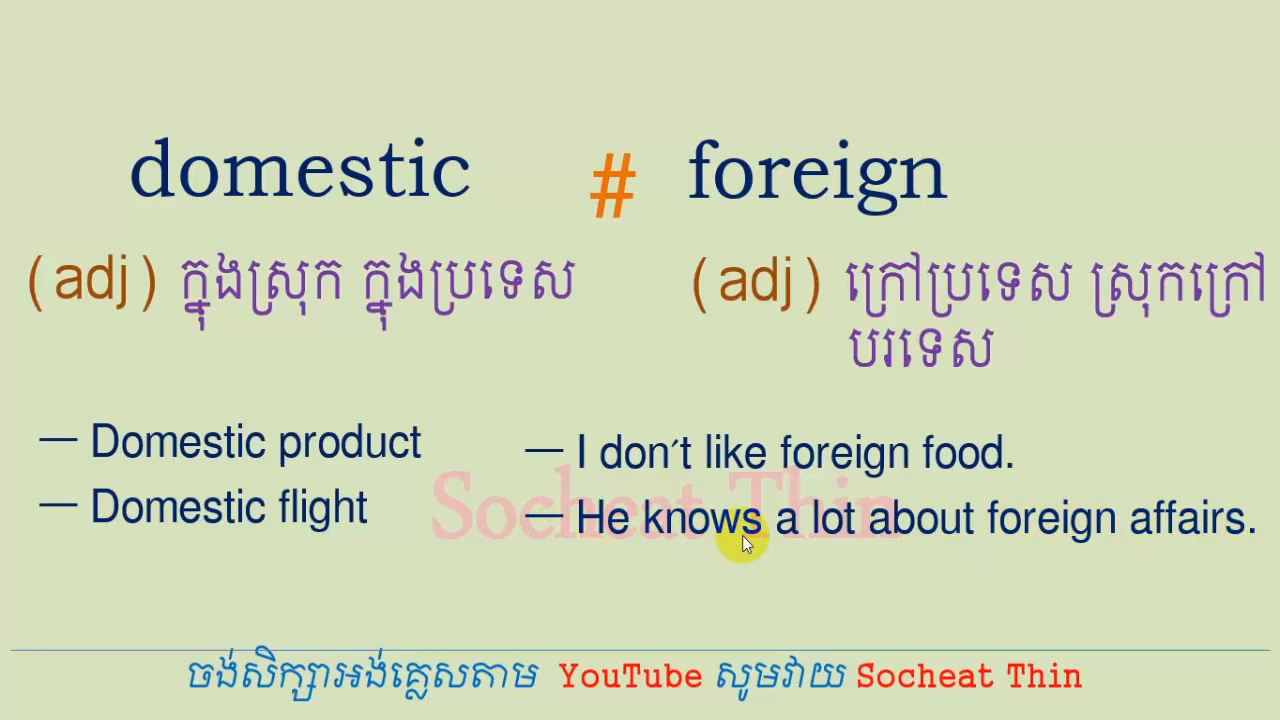 domestic # foreign
(adj) ក្នុងស្រុក ក្នុងប្រទេស
(adj) ក្រៅប្រទេស ស្រុកក្រៅ
បរទេស
— Domestic product
— Domestic flight
— I don't like foreign food.
— He knows a lot about foreign affairs.
Socheat Thin
ចង់សិក្សាអង់គ្លេសតាម YouTube សូមវាយ Socheat Thin